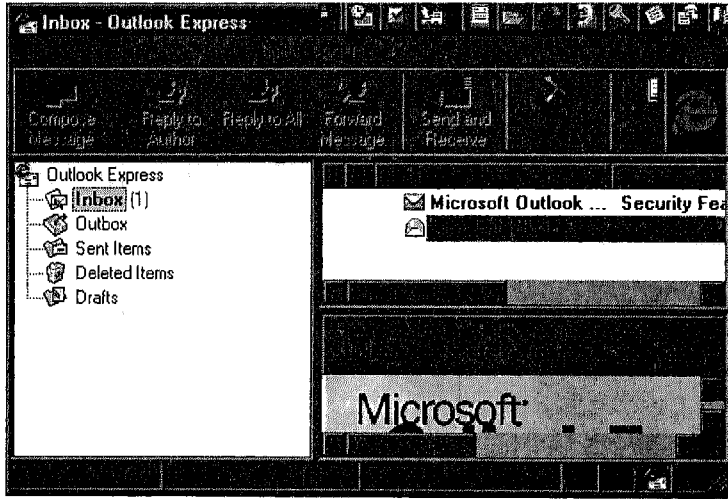 Inbox - Outlook Express
Compose Message
Reply to Author
Reply to All
Forward Message
Send and Receive
Outlook Express
Inbox (1)
Outbox
Sent Items
Deleted Items
Drafts
Microsoft Outlook ... Security Fea
Microsoft